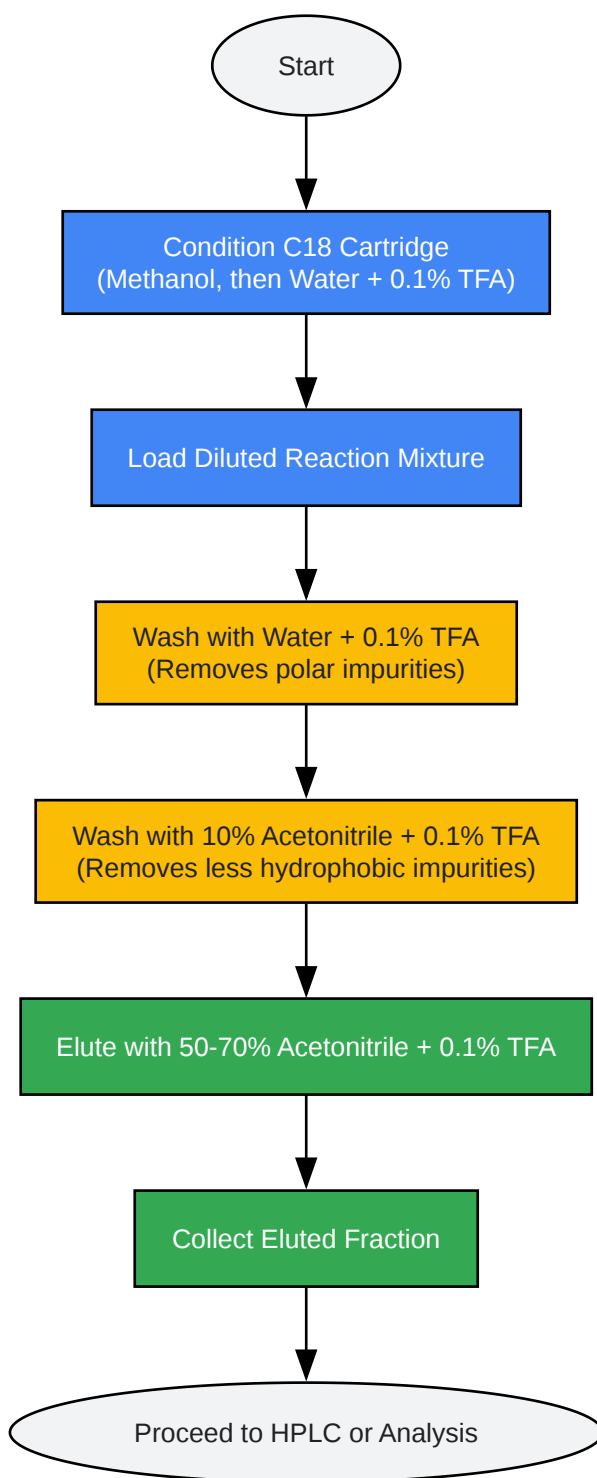 Start
Condition C18 Cartridge
(Methanol, then Water + 0.1% TFA)
Load Diluted Reaction Mixture
Wash with Water + 0.1% TFA
(Removes polar impurities)
Wash with 10% Acetonitrile + 0.1% TFA
(Removes less hydrophobic impurities)
Elute with 50-70% Acetonitrile + 0.1% TFA
Collect Eluted Fraction
Proceed to HPLC or Analysis